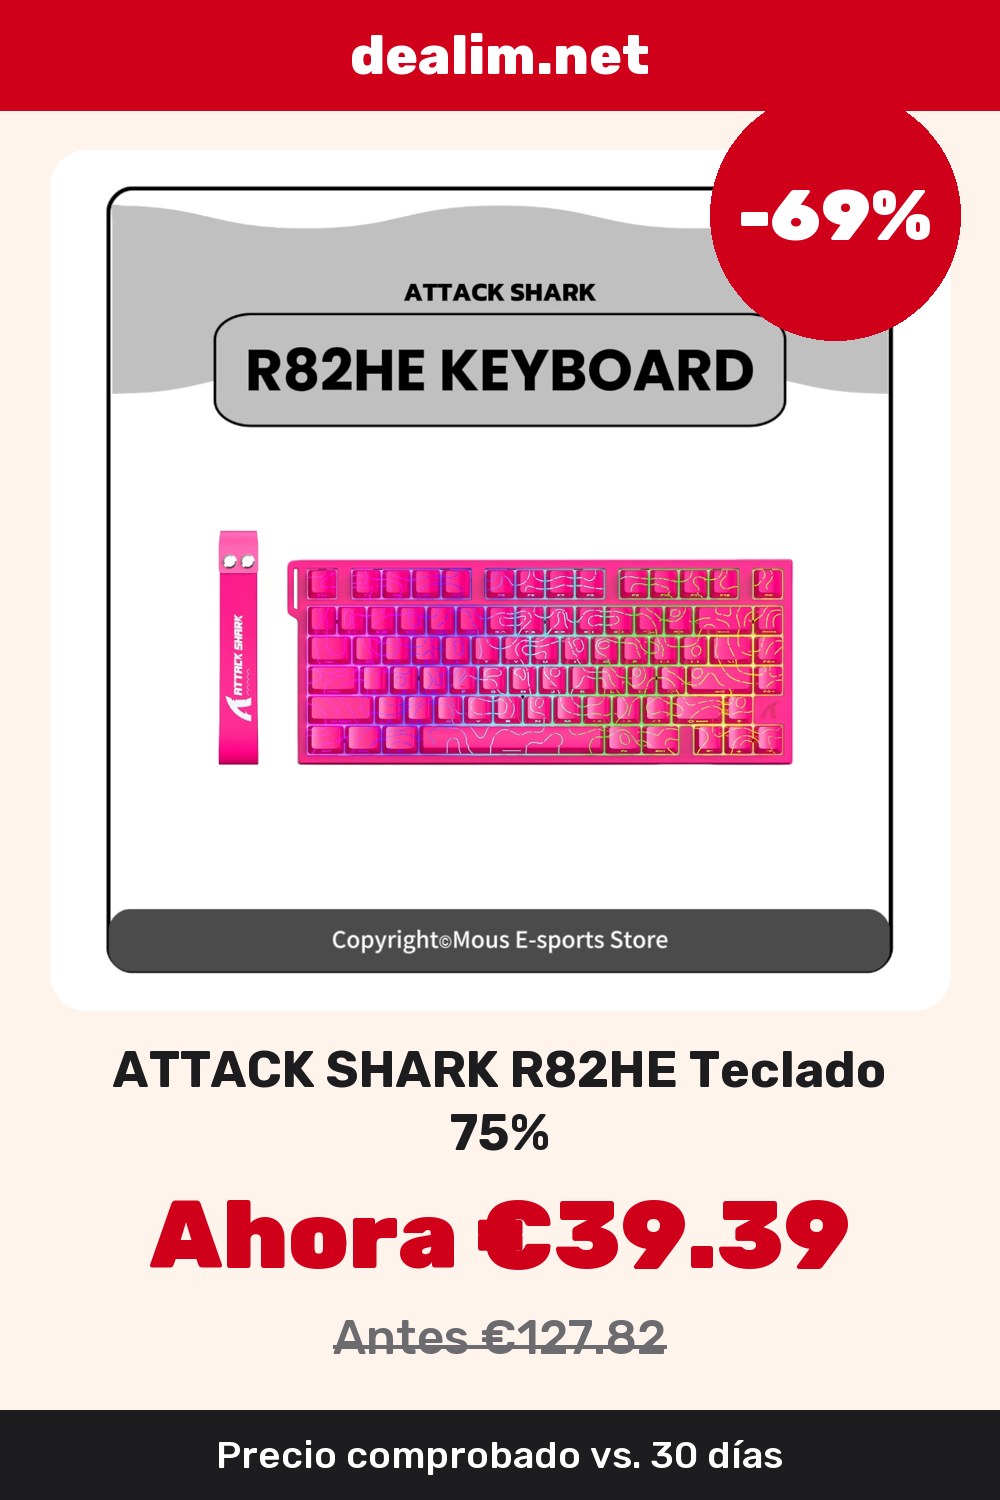 dealim.net
-69%
ATTACK SHARK
R82HE KEYBOARD
ATTACK SHARK
Copyright©Mous E-sports Store
ATTACK SHARK R82HE Teclado
75%
Ahora €39.39
Antes €127.82
Precio comprobado vs. 30 días